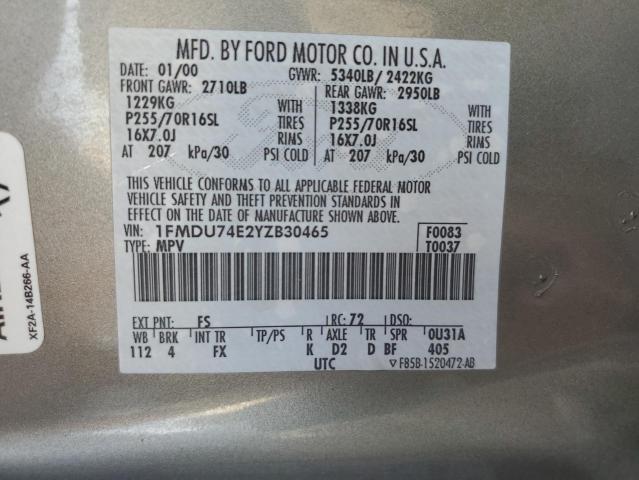 MFD. BY FORD MOTOR CO. IN U.S.A.
DATE: 01/00 GVWR: 5340LB/ 2422KG
FRONT GAWR: 2710LB REAR GAWR: 2950LB
1229KG WITH 1338KG WITH
P255/70R16SL TIRES P255/70R16SL TIRES
16X7.0J RIMS 16X7.0J RIMS
AT 207 kPa/30 PSI COLD AT 207 kPa/30 PSI COLD
THIS VEHICLE CONFORMS TO ALL APPLICABLE FEDERAL MOTOR
VEHICLE SAFETY AND THEFT PREVENTION STANDARDS IN
EFFECT ON THE DATE OF MANUFACTURE SHOWN ABOVE.
VIN: 1FMDU74E2YZB30465 F0083
TYPE: MPV T0037
EXT PNT: FS RC: 72 DSO:
WB BRK INT TR TP/PS R AXLE TR SPR 0U31A
112 4 FX K D2 D BF 405
UTC ▽ F85B-1520472-AB
XF2A-14B266-AA